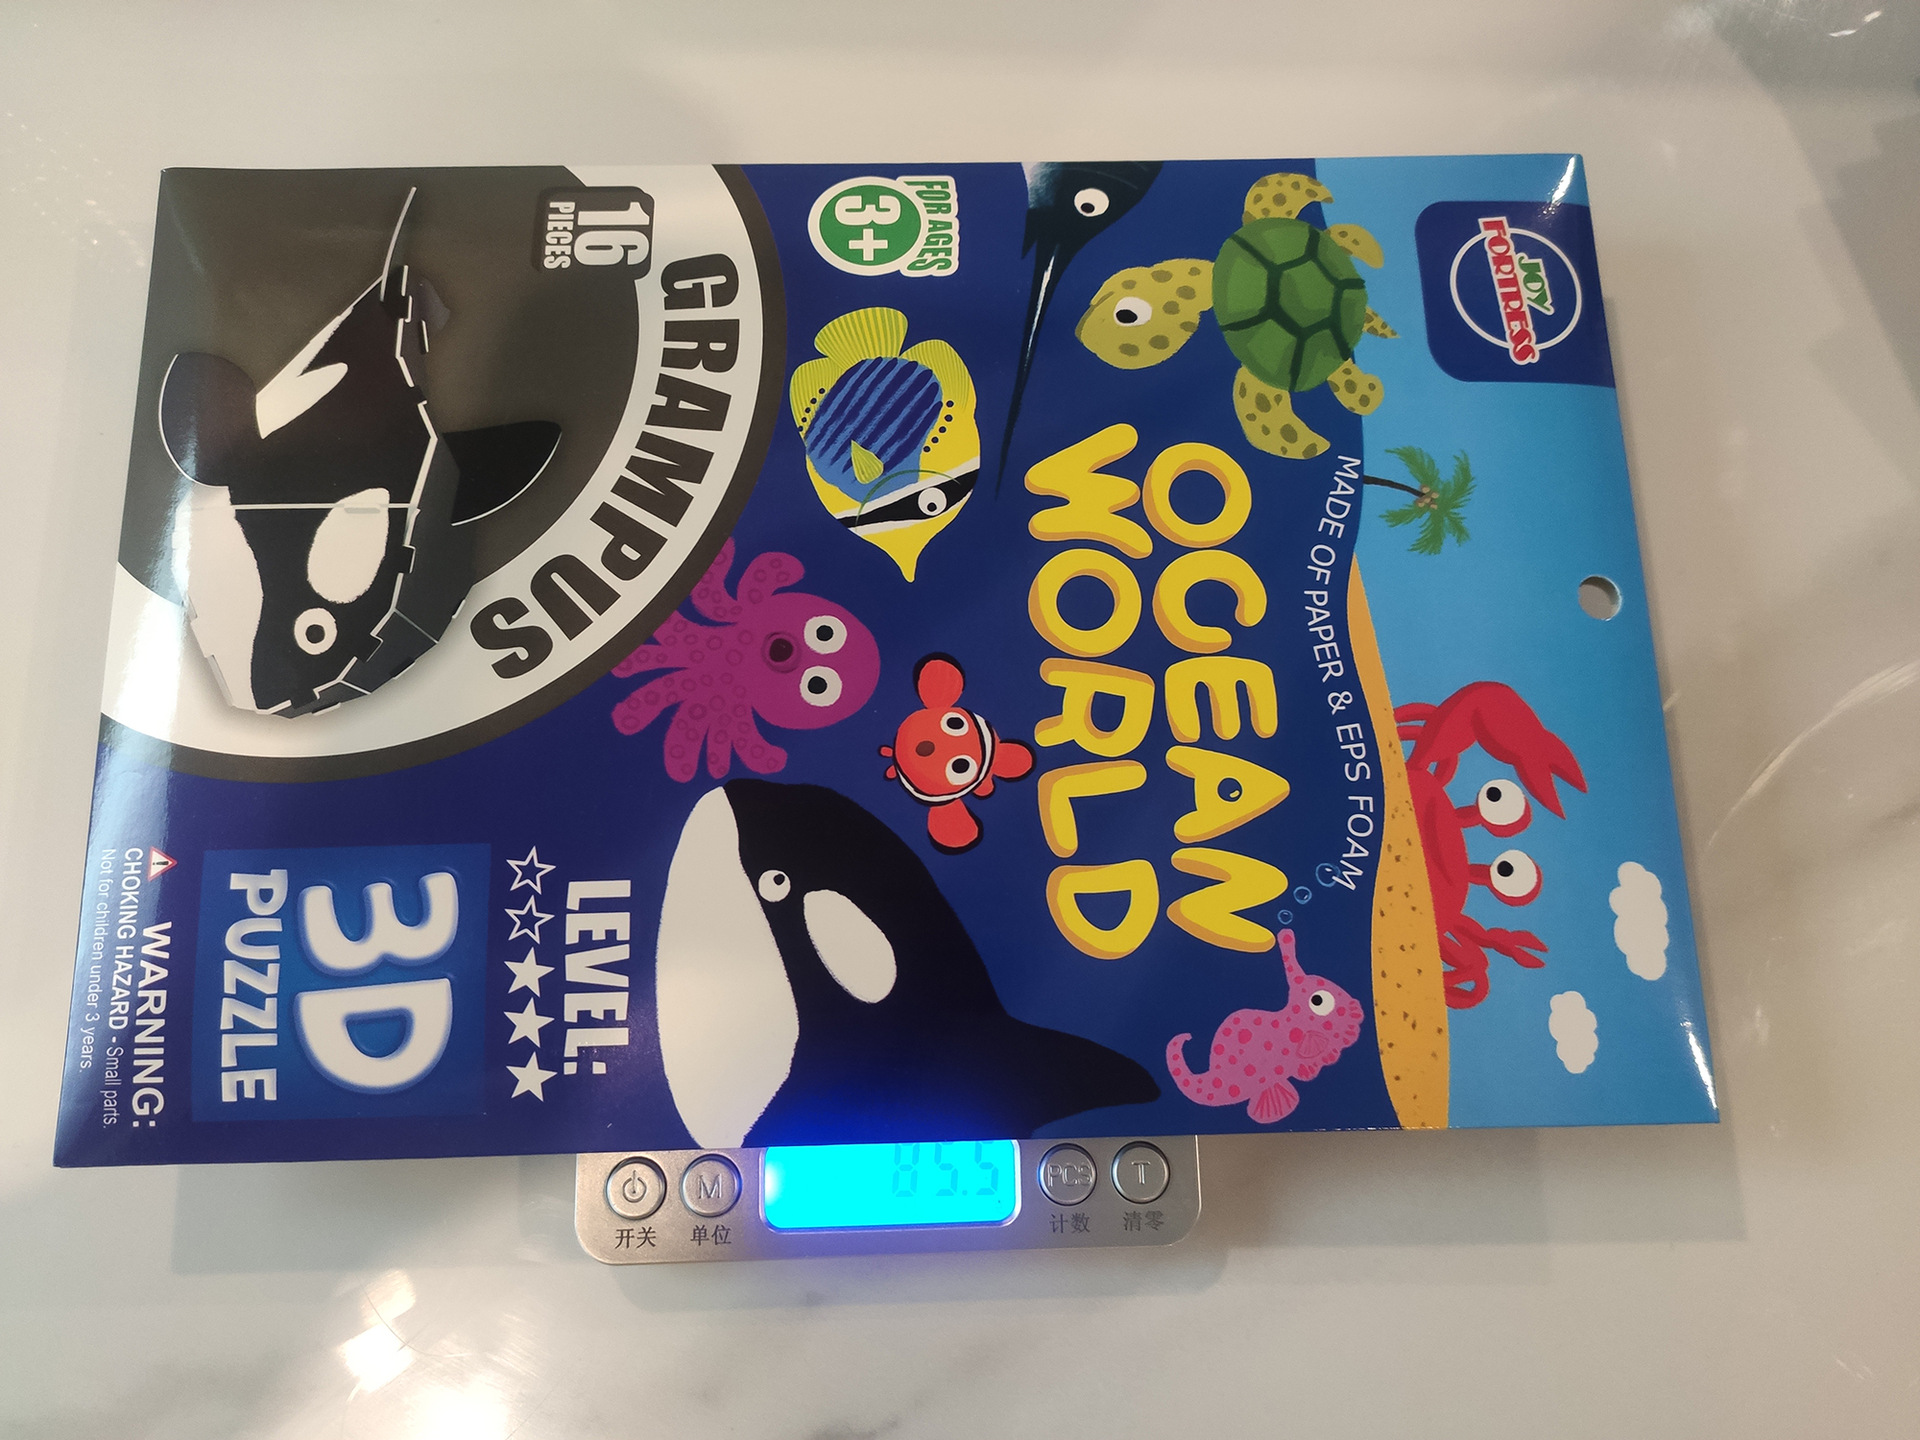 JOY
FORTRESS
MADE OF PAPER & EPS FOAM
OCEAN
WORLD
FOR AGES
3+
16
PIECES
GRAMPUS
LEVEL:
3D
PUZZLE
WARNING:
CHOKING HAZARD - Small parts.
Not for children under 3 years.
85.5
M
PCS
T
开关
单位
计数
清零